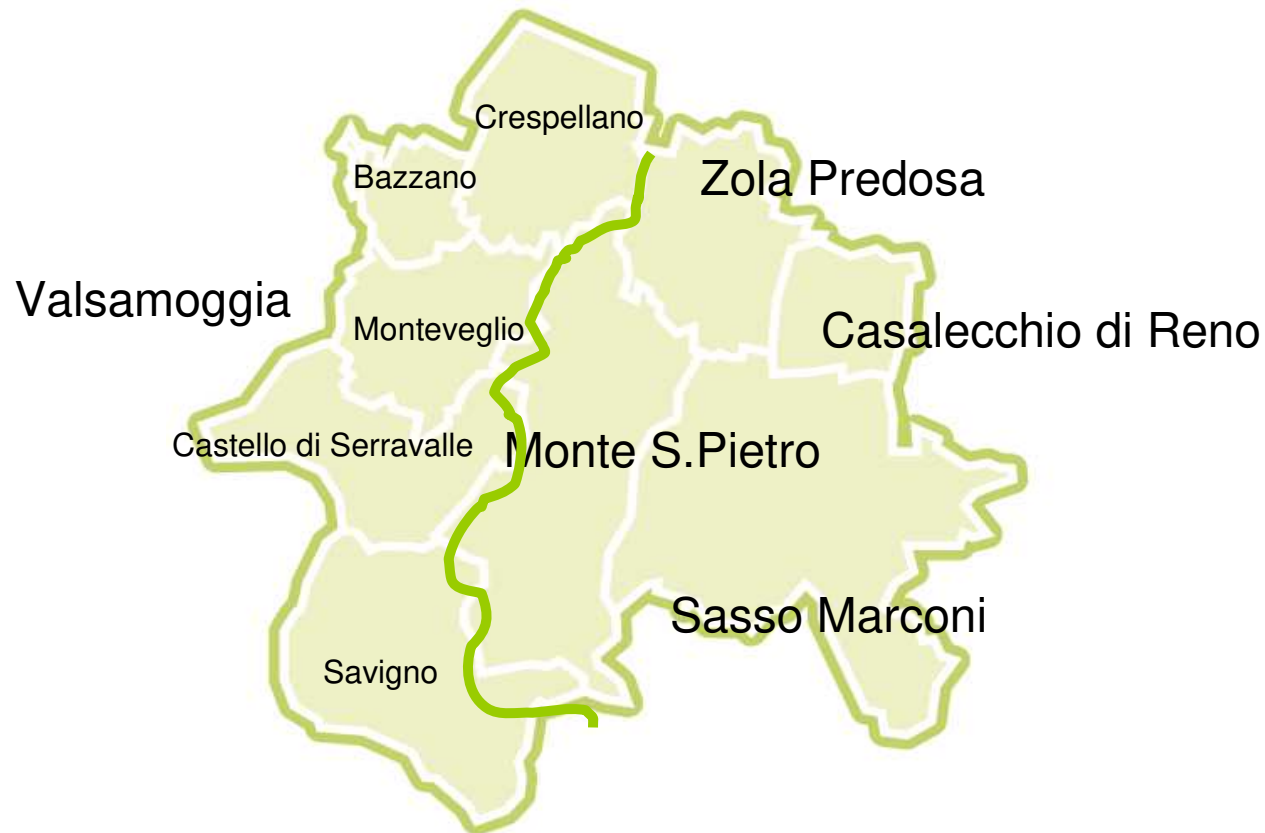 Crespellano
Bazzano
Zola Predosa
Valsamoggia
Monteveglio
Casalecchio di Reno
Castello di Serravalle
Monte S.Pietro
Sasso Marconi
Savigno